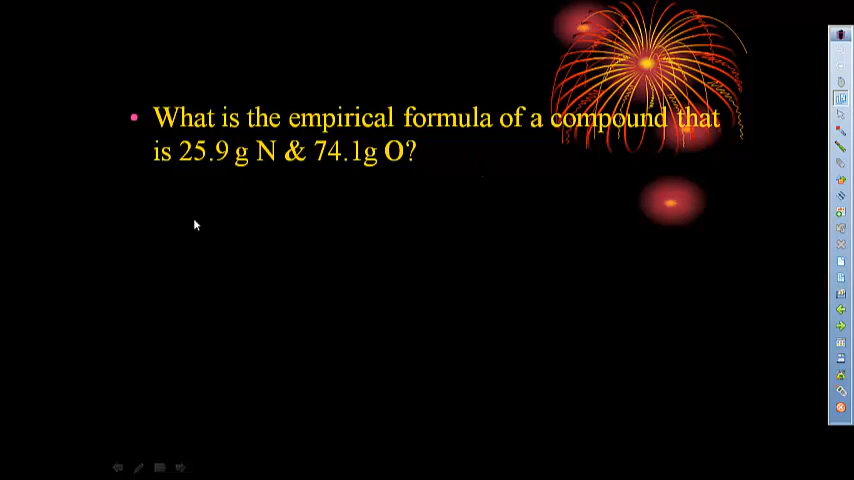 What is the empirical formula of a compound that
is 25.9 g N & 74.1g O?